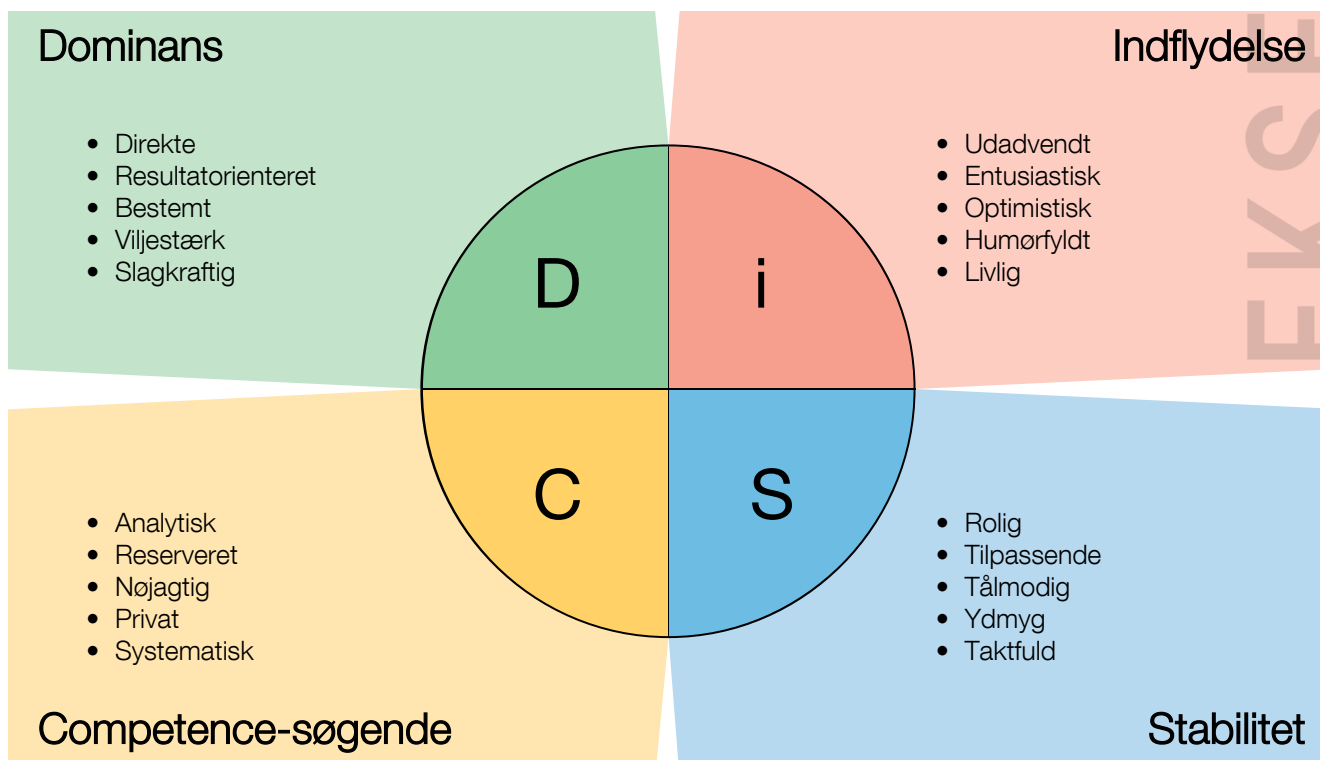 Dominans
Indflydelse
Direkte
Resultatorienteret
Bestemt
Viljestærk
Slagkraftig
Udadvendt
Entusiastisk
Optimistisk
Humørfyldt
Livlig
D
i
C
S
Analytisk
Reserveret
Nøjagtig
Privat
Systematisk
Rolig
Tilpassende
Tålmodig
Ydmyg
Taktfuld
Competence-søgende
Stabilitet